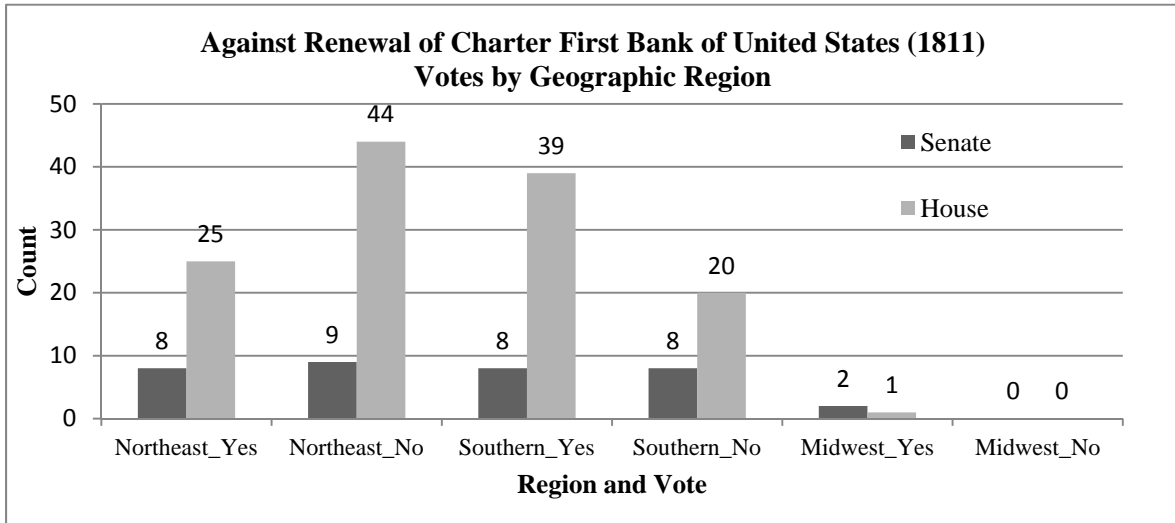 Against Renewal of Charter First Bank of United States (1811)
Votes by Geographic Region
50
40
30
20
10
0
Count
8
25
9
44
8
39
8
20
2
1
0
0
Senate
House
Northeast_Yes
Northeast_No
Southern_Yes
Southern_No
Midwest_Yes
Midwest_No
Region and Vote